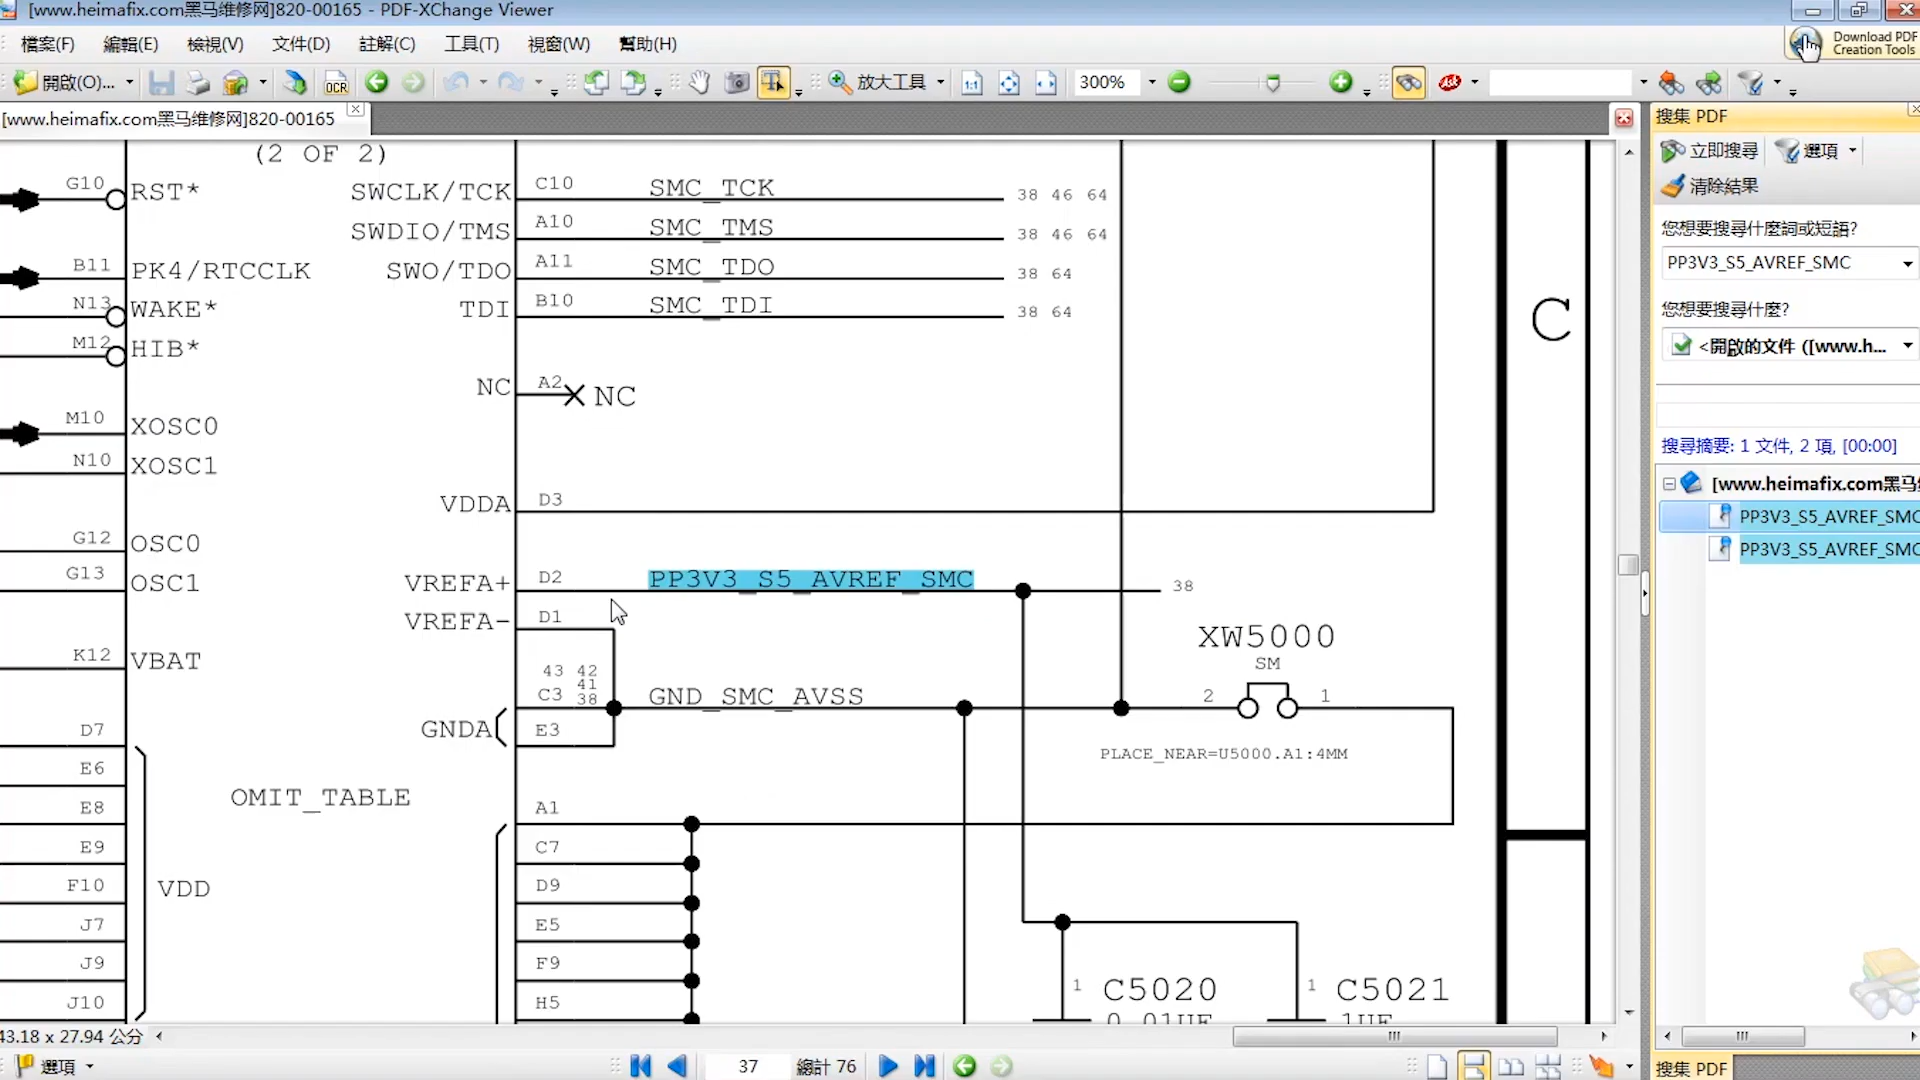 [www.heimafix.com黑马维修网]820-00165 - PDF-XChange Viewer
檔案(F) 編輯(E) 檢視(V) 文件(D) 註解(C) 工具(T) 視窗(W) 幫助(H)
Download PDF
Creation Tools
開啟(O)... OCR 放大工具 1:1 300%
[www.heimafix.com黑马维修网]820-00165
(2 OF 2)
G10 RST* SWCLK/TCK C10 SMC_TCK 38 46 64
SWDIO/TMS A10 SMC_TMS 38 46 64
B11 PK4/RTCCLK SWO/TDO A11 SMC_TDO 38 64
N13 WAKE* TDI B10 SMC_TDI 38 64
M12 HIB*
NC A2 NC
M10 XOSC0
N10 XOSC1
VDDA D3
G12 OSC0
G13 OSC1 VREFA+ D2 PP3V3_S5_AVREF_SMC 38
VREFA- D1
XW5000
SM
K12 VBAT
43 42
41
C3 38 GND_SMC_AVSS 2 1
GNDA E3
PLACE_NEAR=U5000.A1:4MM
D7
E6
OMIT_TABLE
E8 A1
E9 C7
F10 VDD D9
J7 E5
J9 F9
J10 H5
1 C5020 1 C5021
0.01UF 1UF
C
搜集 PDF
立即搜尋 選項
清除結果
您想要搜尋什麼詞或短語?
PP3V3_S5_AVREF_SMC
您想要搜尋什麼?
<開啟的文件 ([www.h...
搜尋摘要: 1 文件, 2 項, [00:00]
[www.heimafix.com黑马
PP3V3_S5_AVREF_SMC
PP3V3_S5_AVREF_SMC
43.18 x 27.94 公分
選項 37 總計 76
搜集 PDF